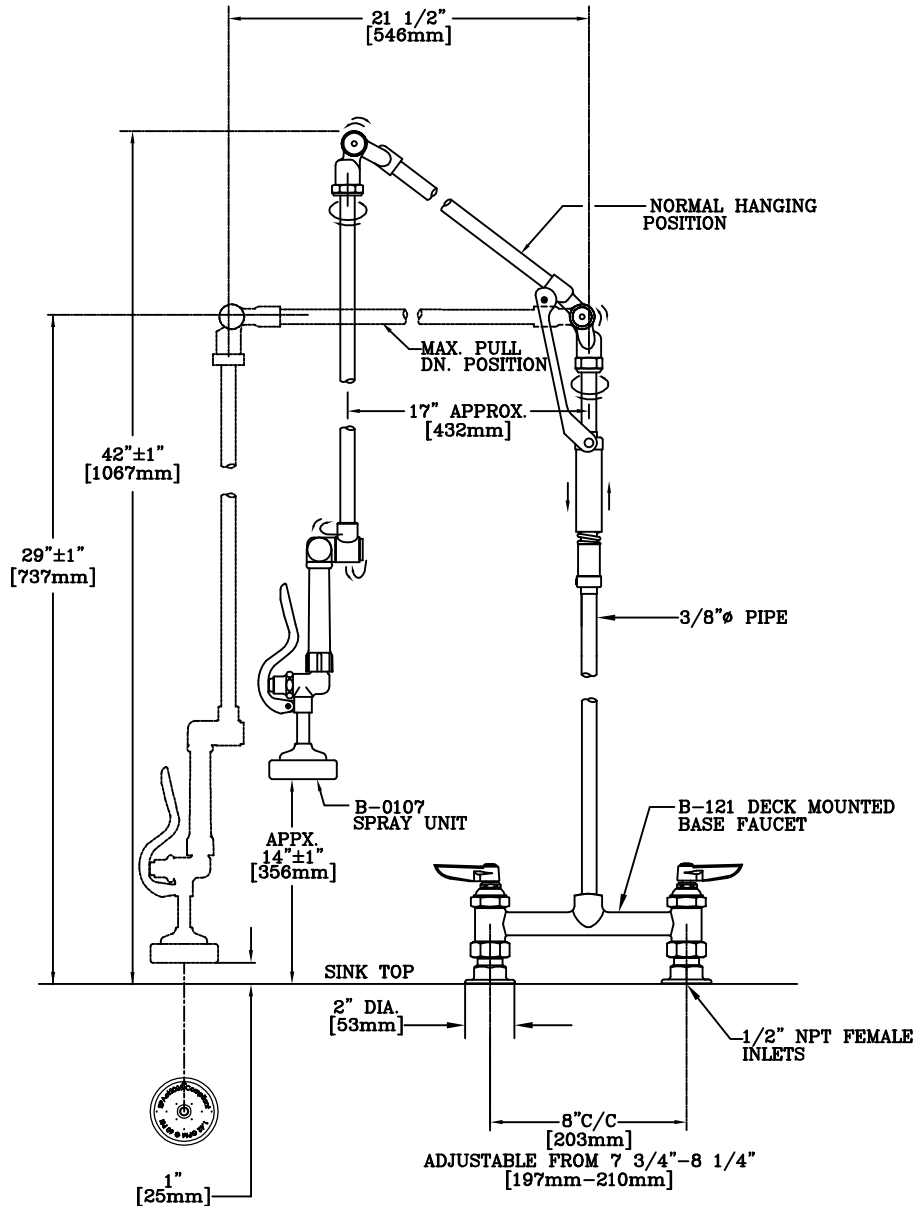 21 1/2"
[546mm]
NORMAL HANGING
POSITION
MAX. PULL
DN. POSITION
17" APPROX.
[432mm]
42"±1"
[1067mm]
29"±1"
[737mm]
3/8"ø PIPE
B-0107
SPRAY UNIT
B-121 DECK MOUNTED
BASE FAUCET
APPX.
14"±1"
[356mm]
SINK TOP
2" DIA.
[53mm]
1/2" NPT FEMALE
INLETS
8"C/C
[203mm]
ADJUSTABLE FROM 7 3/4"-8 1/4"
[197mm-210mm]
1"
[25mm]